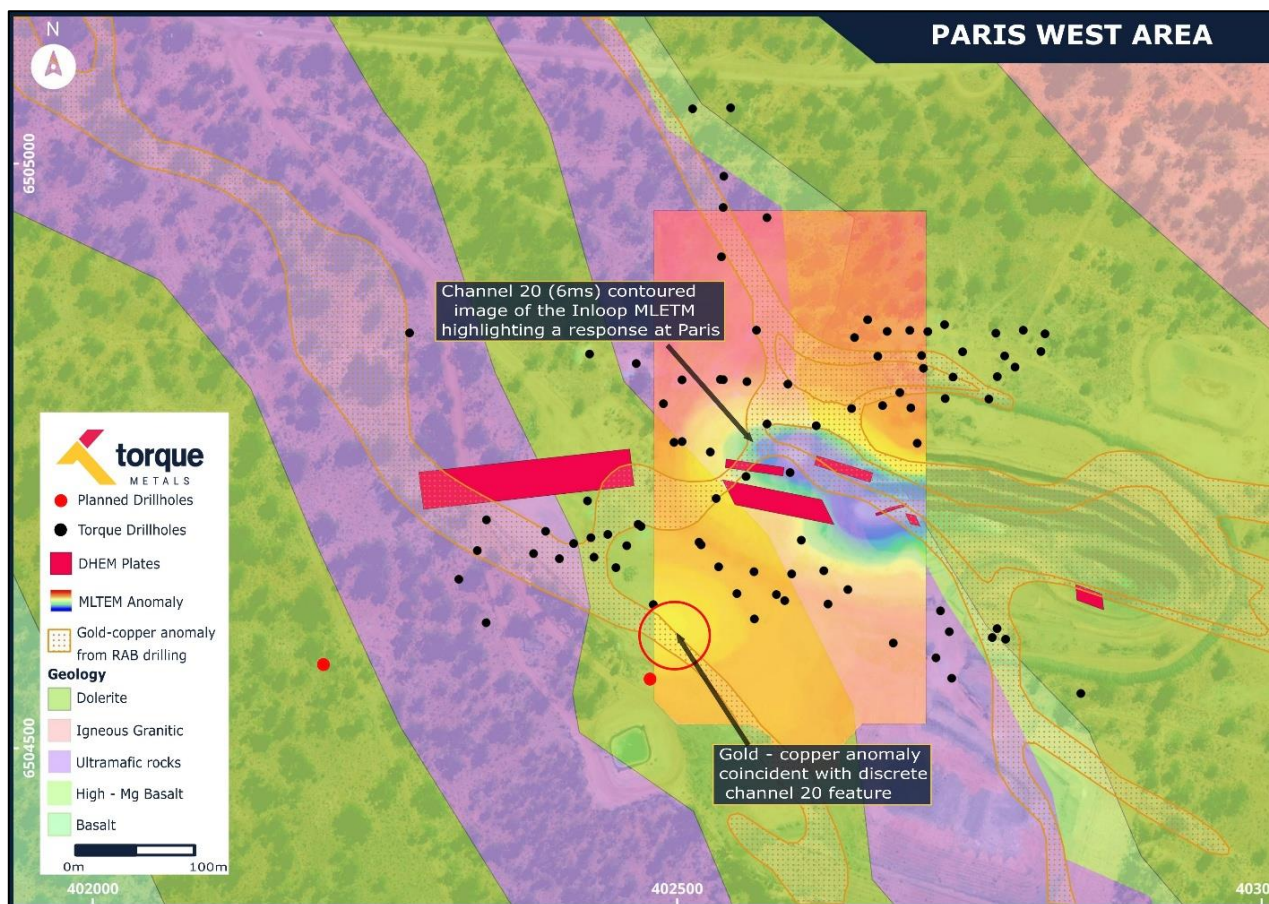 PARIS WEST AREA
N
6505000
Channel 20 (6ms) contoured
image of the Inloop MLETM
highlighting a response at Paris
torque
METALS
Planned Drillholes
Torque Drillholes
DHEM Plates
MLTEM Anomaly
Gold-copper anomaly
from RAB drilling
Geology
Dolerite
Igneous Granitic
Ultramafic rocks
High - Mg Basalt
Basalt
0m 100m
6504500
Gold - copper anomaly
coincident with discrete
channel 20 feature
402000
402500
4030